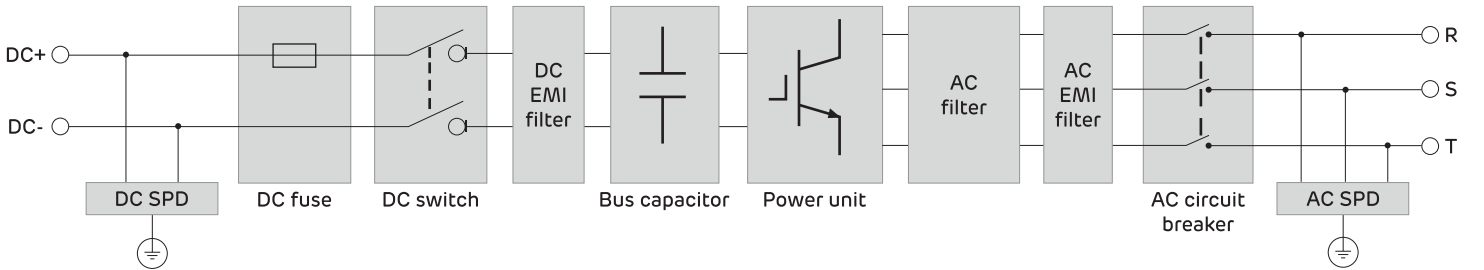 DC+
DC-
DC SPD
DC fuse
DC switch
DC
EMI
filter
Bus capacitor
Power unit
AC
filter
AC
EMI
filter
AC circuit
breaker
AC SPD
R
S
T